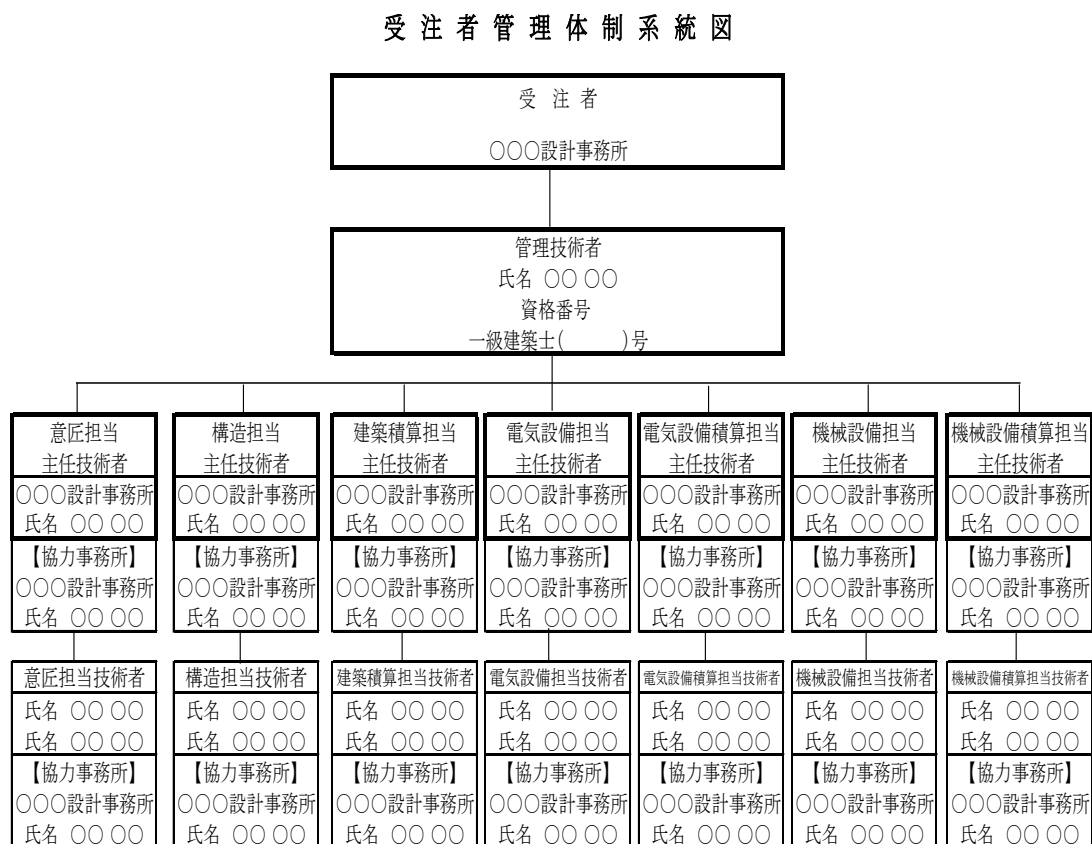 受注者管理体制系統図
受注者
○○○設計事務所
管理技術者
氏名 ○○ ○○
資格番号
一級建築士( )号
意匠担当 構造担当 建築積算担当 電気設備担当 電気設備積算担当 機械設備担当 機械設備積算担当
主任技術者 主任技術者 主任技術者 主任技術者 主任技術者 主任技術者 主任技術者
○○○設計事務所 ○○○設計事務所 ○○○設計事務所 ○○○設計事務所 ○○○設計事務所 ○○○設計事務所 ○○○設計事務所
氏名 ○○ ○○ 氏名 ○○ ○○ 氏名 ○○ ○○ 氏名 ○○ ○○ 氏名 ○○ ○○ 氏名 ○○ ○○ 氏名 ○○ ○○
【協力事務所】 【協力事務所】 【協力事務所】 【協力事務所】 【協力事務所】 【協力事務所】 【協力事務所】
○○○設計事務所 ○○○設計事務所 ○○○設計事務所 ○○○設計事務所 ○○○設計事務所 ○○○設計事務所 ○○○設計事務所
氏名 ○○ ○○ 氏名 ○○ ○○ 氏名 ○○ ○○ 氏名 ○○ ○○ 氏名 ○○ ○○ 氏名 ○○ ○○ 氏名 ○○ ○○
意匠担当技術者 構造担当技術者 建築積算担当技術者 電気設備担当技術者 電気設備積算担当技術者 機械設備担当技術者 機械設備積算担当技術者
氏名 ○○ ○○ 氏名 ○○ ○○ 氏名 ○○ ○○ 氏名 ○○ ○○ 氏名 ○○ ○○ 氏名 ○○ ○○ 氏名 ○○ ○○
氏名 ○○ ○○ 氏名 ○○ ○○ 氏名 ○○ ○○ 氏名 ○○ ○○ 氏名 ○○ ○○ 氏名 ○○ ○○ 氏名 ○○ ○○
【協力事務所】 【協力事務所】 【協力事務所】 【協力事務所】 【協力事務所】 【協力事務所】 【協力事務所】
○○○設計事務所 ○○○設計事務所 ○○○設計事務所 ○○○設計事務所 ○○○設計事務所 ○○○設計事務所 ○○○設計事務所
氏名 ○○ ○○ 氏名 ○○ ○○ 氏名 ○○ ○○ 氏名 ○○ ○○ 氏名 ○○ ○○ 氏名 ○○ ○○ 氏名 ○○ ○○